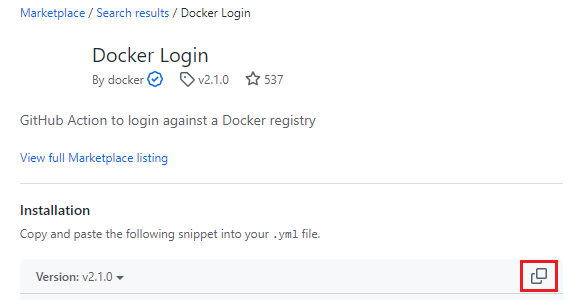 Marketplace / Search results / Docker Login
Docker Login
By docker v2.1.0 537
GitHub Action to login against a Docker registry
View full Marketplace listing
Installation
Copy and paste the following snippet into your .yml file.
Version: v2.1.0